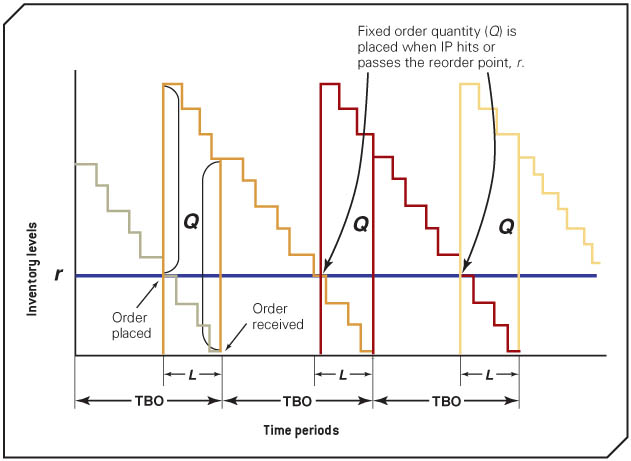 Fixed order quantity (Q) is
placed when IP hits or
passes the reorder point, r.
Inventory levels
r
Q
Q
Q
Order
placed
Order
received
L
L
L
TBO
TBO
TBO
Time periods